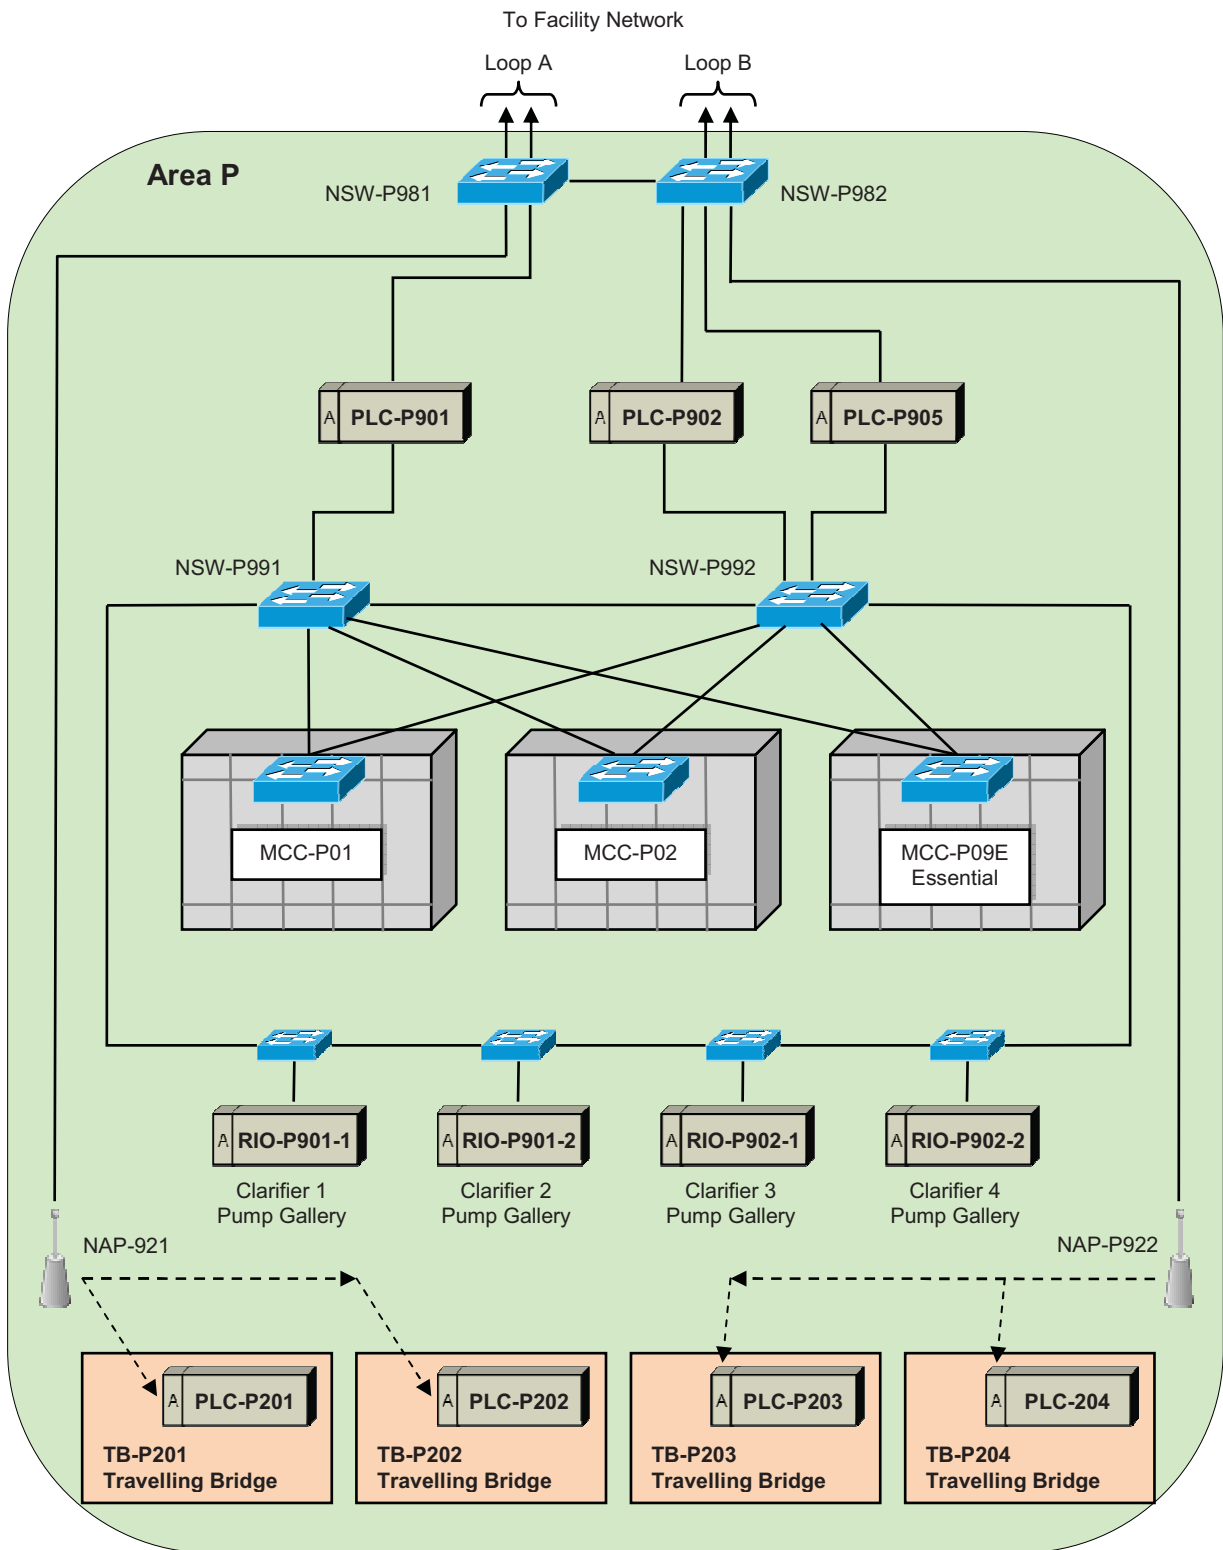 To Facility Network
Loop A
Loop B
Area P
NSW-P981
NSW-P982
A PLC-P901
A PLC-P902
A PLC-P905
NSW-P991
NSW-P992
MCC-P01
MCC-P02
MCC-P09E
Essential
A RIO-P901-1
A RIO-P901-2
A RIO-P902-1
A RIO-P902-2
Clarifier 1
Pump Gallery
Clarifier 2
Pump Gallery
Clarifier 3
Pump Gallery
Clarifier 4
Pump Gallery
NAP-921
NAP-P922
A PLC-P201
A PLC-P202
A PLC-P203
A PLC-204
TB-P201
Travelling Bridge
TB-P202
Travelling Bridge
TB-P203
Travelling Bridge
TB-P204
Travelling Bridge